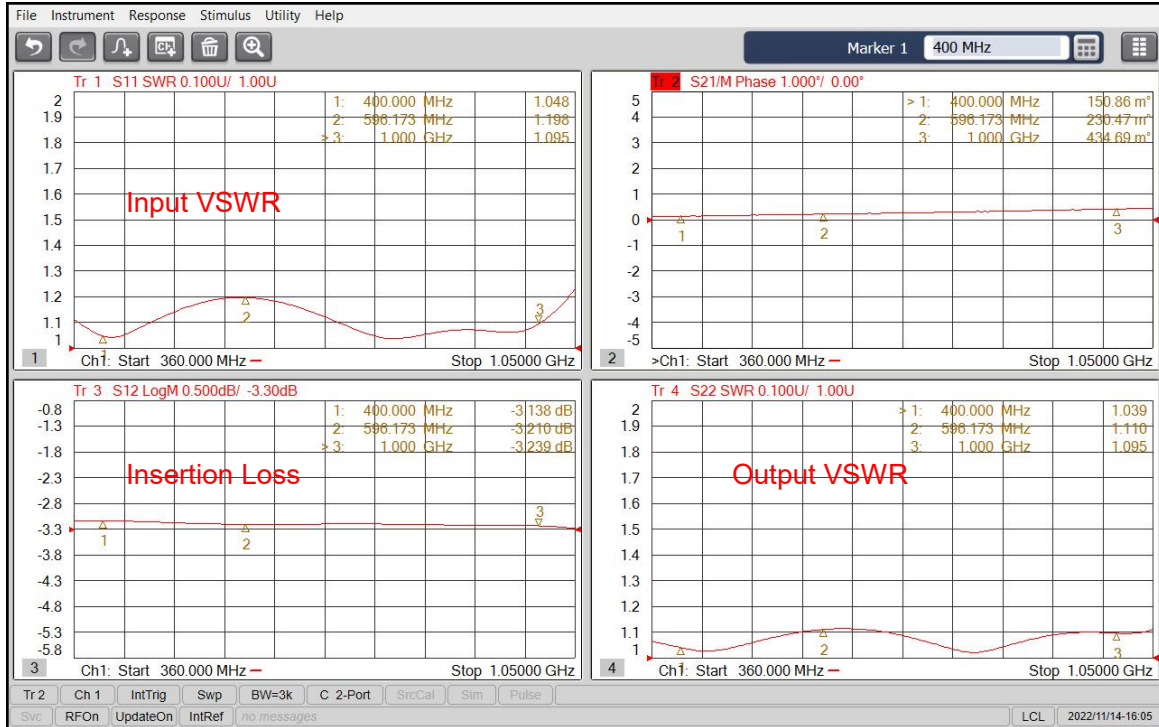 File Instrument Response Stimulus Utility Help
Marker 1 400 MHz
Tr 1 S11 SWR 0.100U/ 1.00U
1: 400.000 MHz 1.048
2: 596.173 MHz 1.198
> 3: 1.000 GHz 1.095
2
1.9
1.8
1.7
1.6
1.5
1.4
1.3
1.2
1.1
1
Input VSWR
1
2
3
1 Ch1: Start 360.000 MHz Stop 1.05000 GHz
Tr 2 S21/M Phase 1.000°/ 0.00°
> 1: 400.000 MHz 150.86 m°
2: 596.173 MHz 230.47 m°
3: 1.000 GHz 434.69 m°
5
4
3
2
1
0
-1
-2
-3
-4
-5
1
2
3
2 >Ch1: Start 360.000 MHz Stop 1.05000 GHz
Tr 3 S12 LogM 0.500dB/ -3.30dB
1: 400.000 MHz -3.138 dB
2: 596.173 MHz -3.210 dB
> 3: 1.000 GHz -3.239 dB
-0.8
-1.3
-1.8
-2.3
-2.8
-3.3
-3.8
-4.3
-4.8
-5.3
-5.8
Insertion Loss
1
2
3
3 Ch1: Start 360.000 MHz Stop 1.05000 GHz
Tr 4 S22 SWR 0.100U/ 1.00U
> 1: 400.000 MHz 1.039
2: 596.173 MHz 1.110
3: 1.000 GHz 1.095
2
1.9
1.8
1.7
1.6
1.5
1.4
1.3
1.2
1.1
1
Output VSWR
1
2
3
4 Ch1: Start 360.000 MHz Stop 1.05000 GHz
Tr 2 Ch 1 IntTrig Swp BW=3k C 2-Port SrcCal Sim Pulse
Svc RFOn UpdateOn IntRef no messages LCL 2022/11/14-16:05